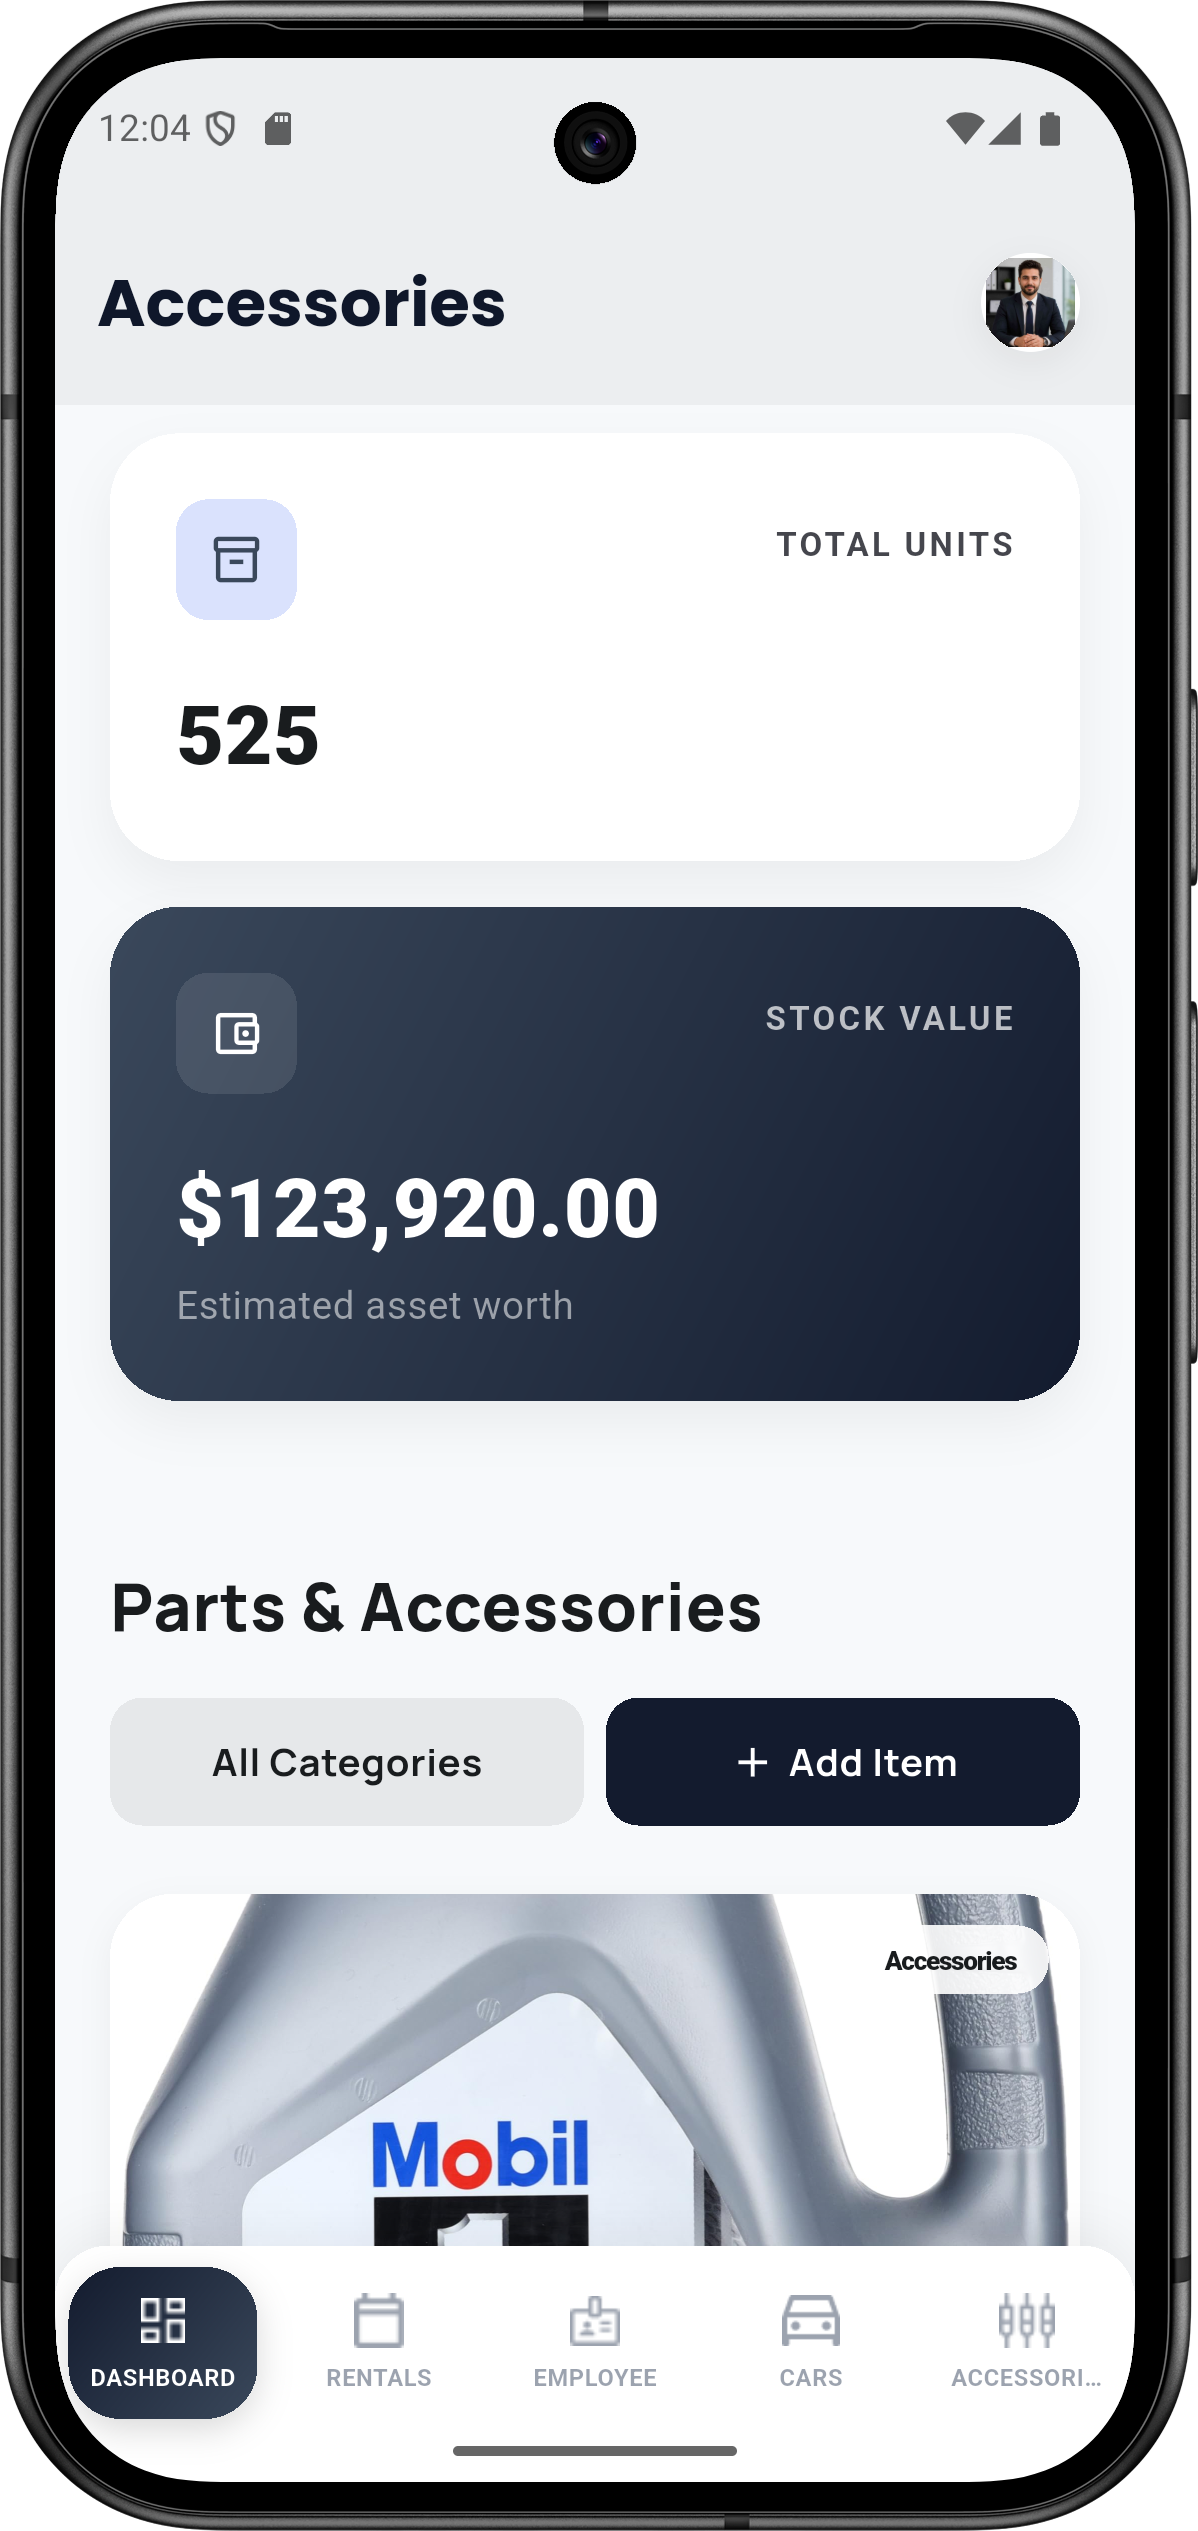 12:04
Accessories
TOTAL UNITS
525
STOCK VALUE
$123,920.00
Estimated asset worth
Parts & Accessories
All Categories
+ Add Item
Accessories
Mobil
1
DASHBOARD
RENTALS
EMPLOYEE
CARS
ACCESSORI...